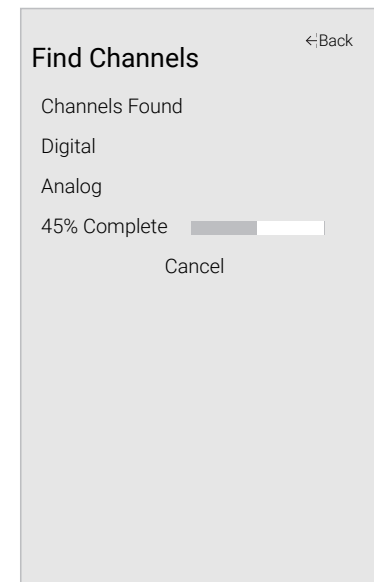 ←Back
Find Channels
Channels Found
Digital
Analog
45% Complete
Cancel